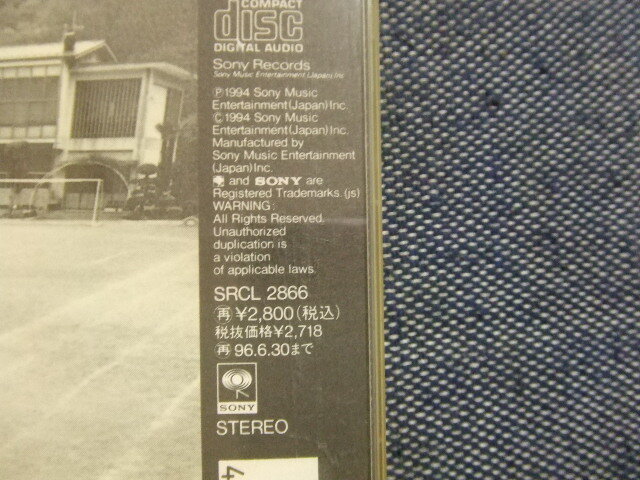 COMPACT
disc
DIGITAL AUDIO
Sony Records
Sony Music Entertainment (Japan) Inc.
Ⓟ1994 Sony Music
Entertainment(Japan)Inc.
Ⓒ1994 Sony Music
Entertainment(Japan)Inc.
Manufactured by
Sony Music Entertainment
(Japan)Inc.
and SONY are
Registered Trademarks.(js)
WARNING:
All Rights Reserved.
Unauthorized
duplication is
a violation
of applicable laws.
SRCL 2866
再¥2,800(税込)
税抜価格¥2,718
再96.6.30まで
SONY
STEREO
4